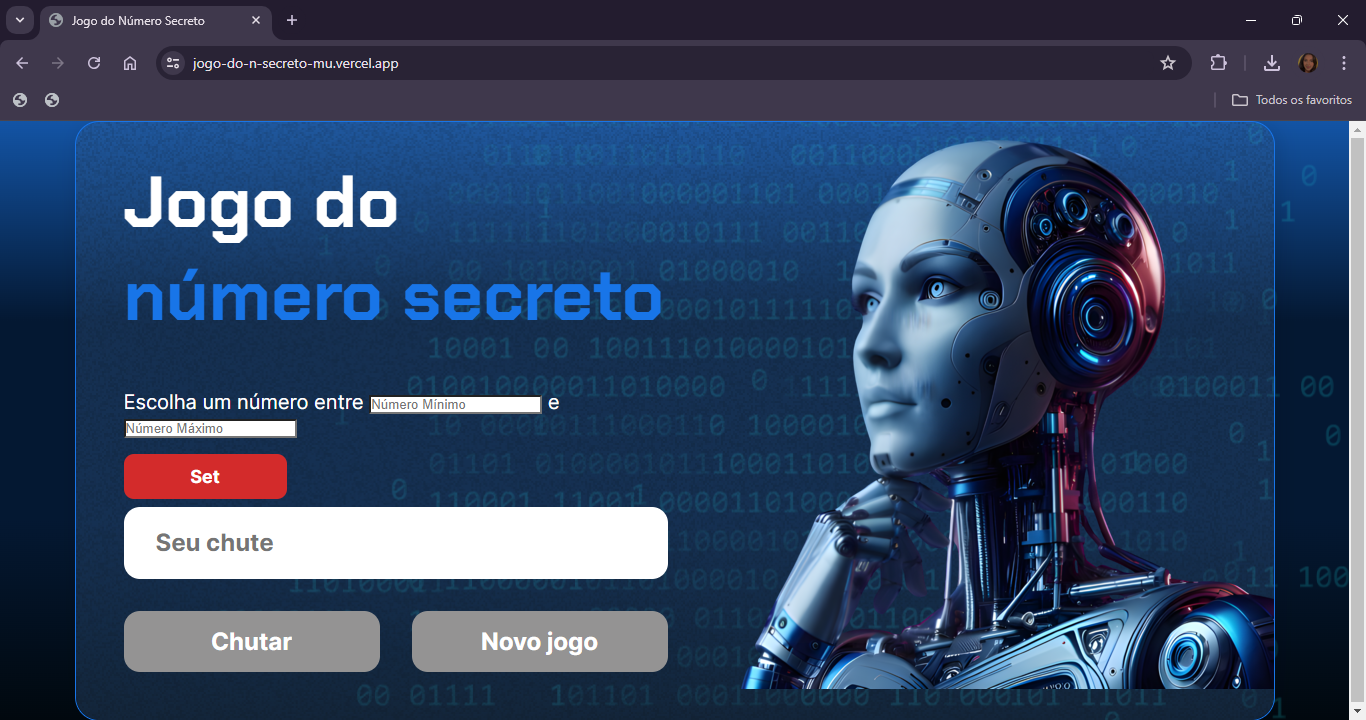 Jogo do Número Secreto
jogo-do-n-secreto-mu.vercel.app
Todos os favoritos
Jogo do
número secreto
Escolha um número entre Número Mínimo e
Número Máximo
Set
Seu chute
Chutar Novo jogo